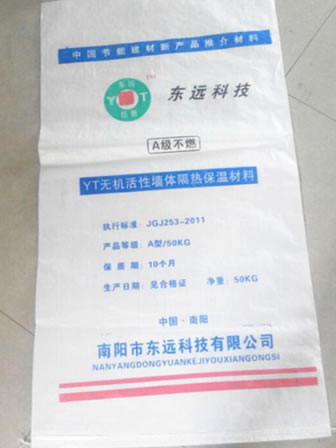 中国节能建材新产品推介材料
TM
东远
YDT
东远科技
A级不燃
YT无机活性墙体隔热保温材料
执行标准：JGJ253-2011
产品等级：A型/50KG
保 质 期：10个月
生产日期：见合格证 净重：50KG
中国·南阳
南阳市东远科技有限公司
NANYANGDONGYUANKEJIYOUXIANGONGSI